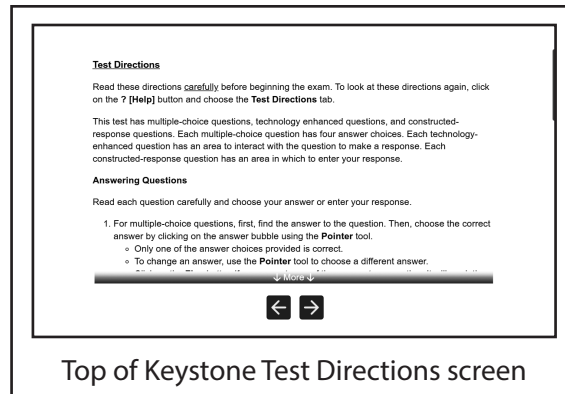 Test Directions
Read these directions carefully before beginning the exam. To look at these directions again, click
on the ? [Help] button and choose the Test Directions tab.
This test has multiple-choice questions, technology enhanced questions, and constructed-
response questions. Each multiple-choice question has four answer choices. Each technology-
enhanced question has an area to interact with the question to make a response. Each
constructed-response question has an area in which to enter your response.
Answering Questions
Read each question carefully and choose your answer or enter your response.
1. For multiple-choice questions, first, find the answer to the question. Then, choose the correct
answer by clicking on the answer bubble using the Pointer tool.
Only one of the answer choices provided is correct.
To change an answer, use the Pointer tool to choose a different answer.
↓ More ↓
Top of Keystone Test Directions screen